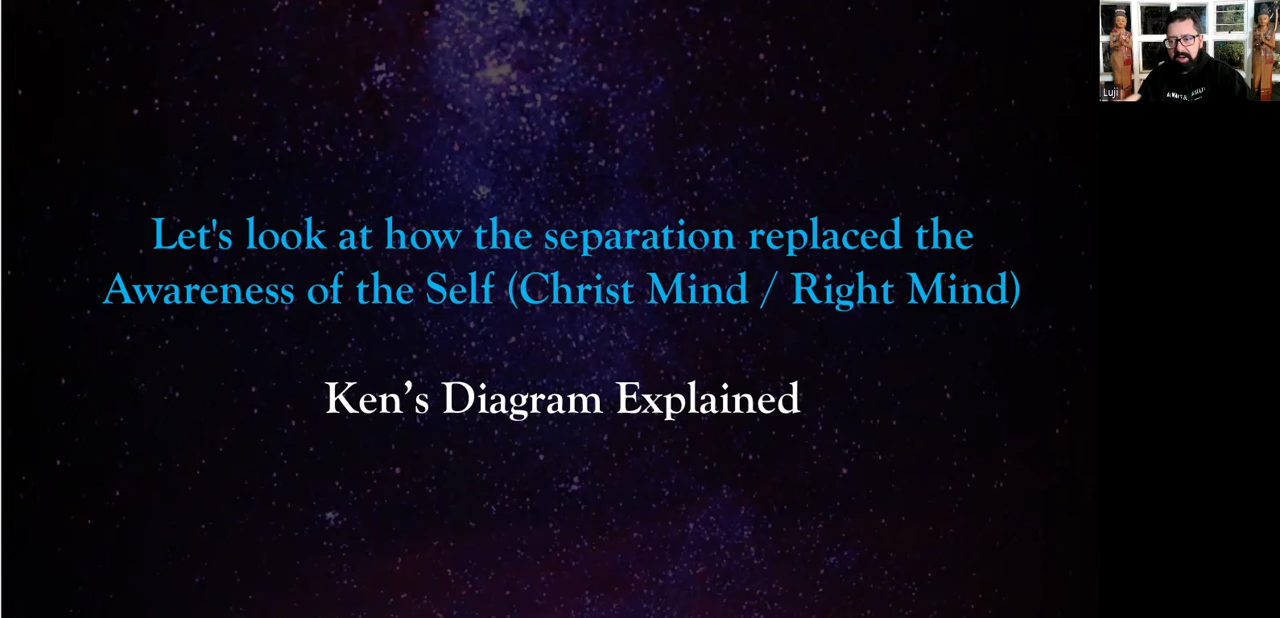 Let's look at how the separation replaced the
Awareness of the Self (Christ Mind / Right Mind)
Ken’s Diagram Explained
Luji